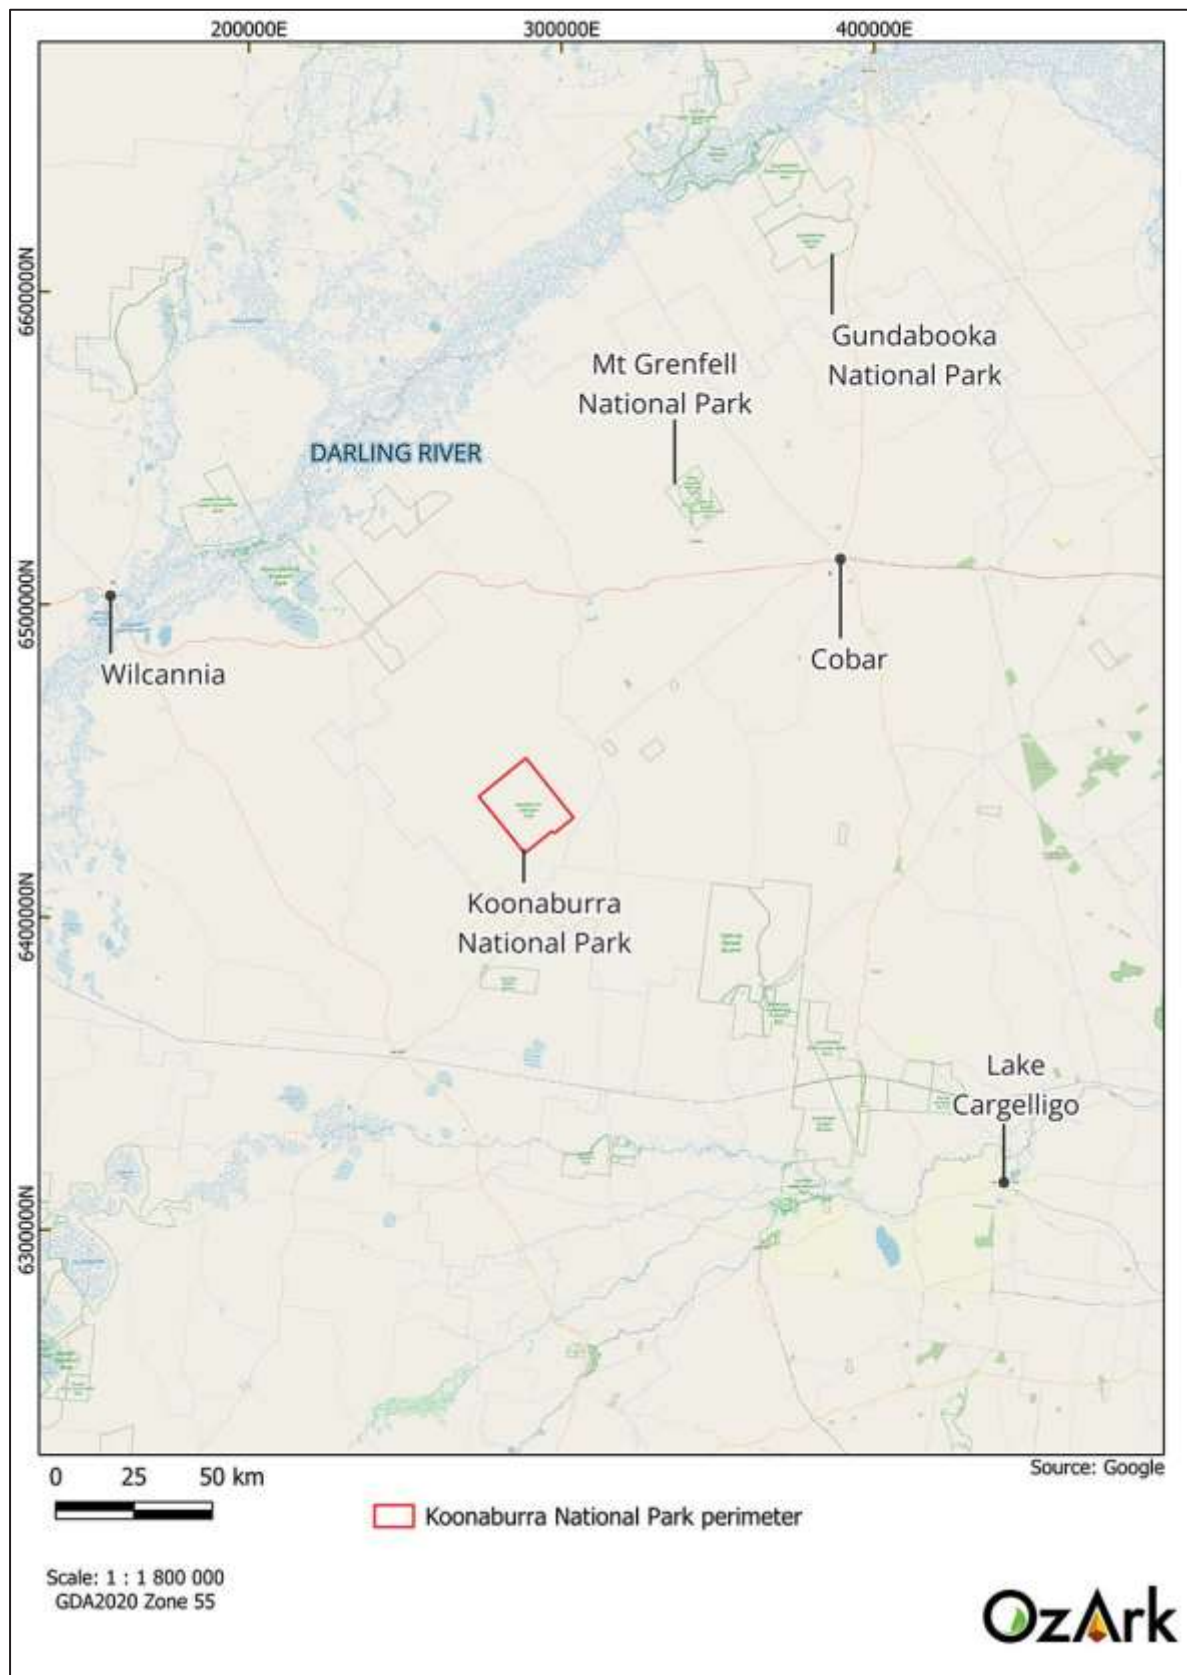 200000E
300000E
400000E
6600000N
6500000N
6400000N
6300000N
Gundabooka
National Park
Mt Grenfell
National Park
DARLING RIVER
Wilcannia
Cobar
Koonaburra
National Park
Lake
Cargelligo
0 25 50 km
Source: Google
Koonaburra National Park perimeter
Scale: 1 : 1 800 000
GDA2020 Zone 55
OzArk